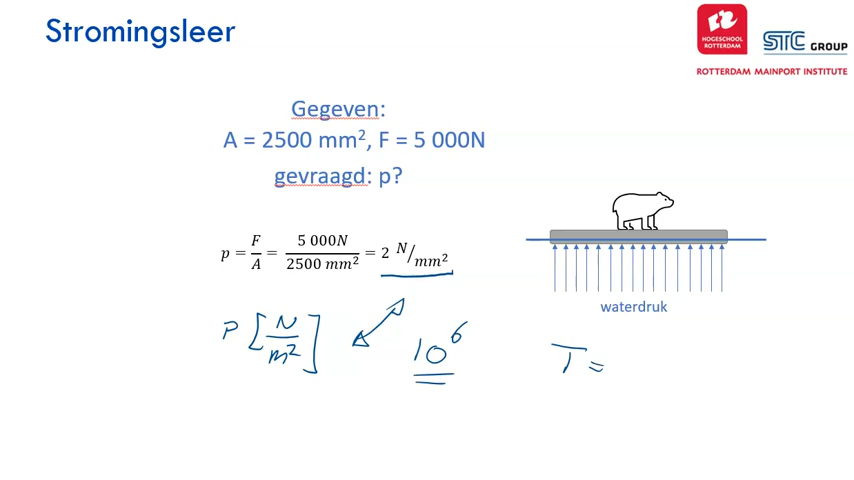 Stromingsleer
HOGESCHOOL
ROTTERDAM
STC GROUP
ROTTERDAM MAINPORT INSTITUTE
Gegeven:
A = 2500 mm², F = 5 000N
gevraagd: p?
p = F/A = 5 000N / 2500 mm² = 2 N/mm²
waterdruk
P [N/m²]
10⁶
T =